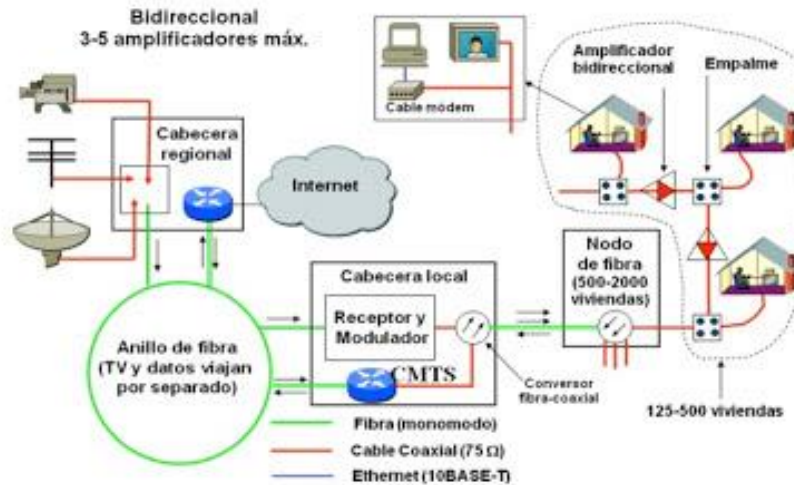 Bidireccional
3-5 amplificadores máx.
Cabecera
regional
Internet
Cable módem
Amplificador
bidireccional
Empalme
Anillo de fibra
(TV y datos viajan
por separado)
Cabecera local
Receptor y
Modulador
CMTS
Conversor
fibra-coaxial
Nodo
de fibra
(500-2000
viviendas)
125-500 viviendas
Fibra (monomodo)
Cable Coaxial (75 Ω)
Ethernet (10BASE-T)